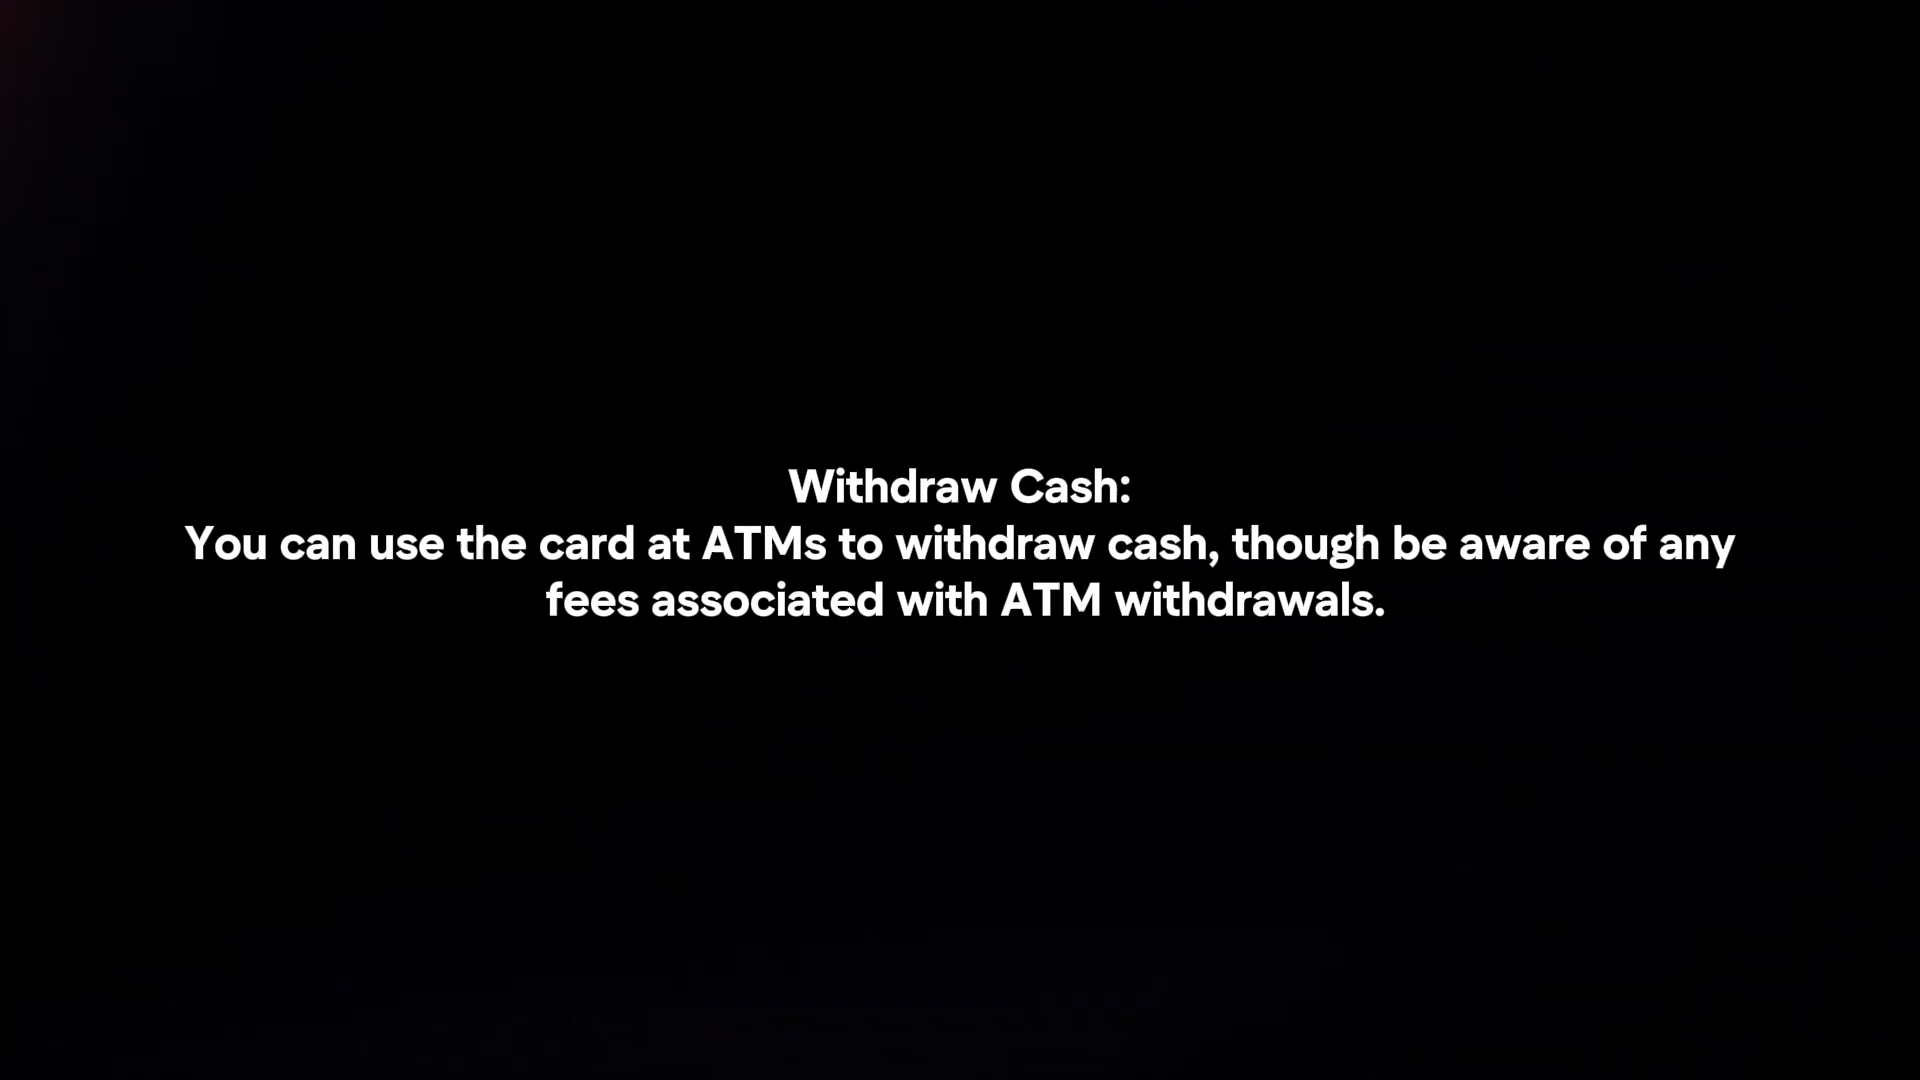 Withdraw Cash:
You can use the card at ATMs to withdraw cash, though be aware of any
fees associated with ATM withdrawals.